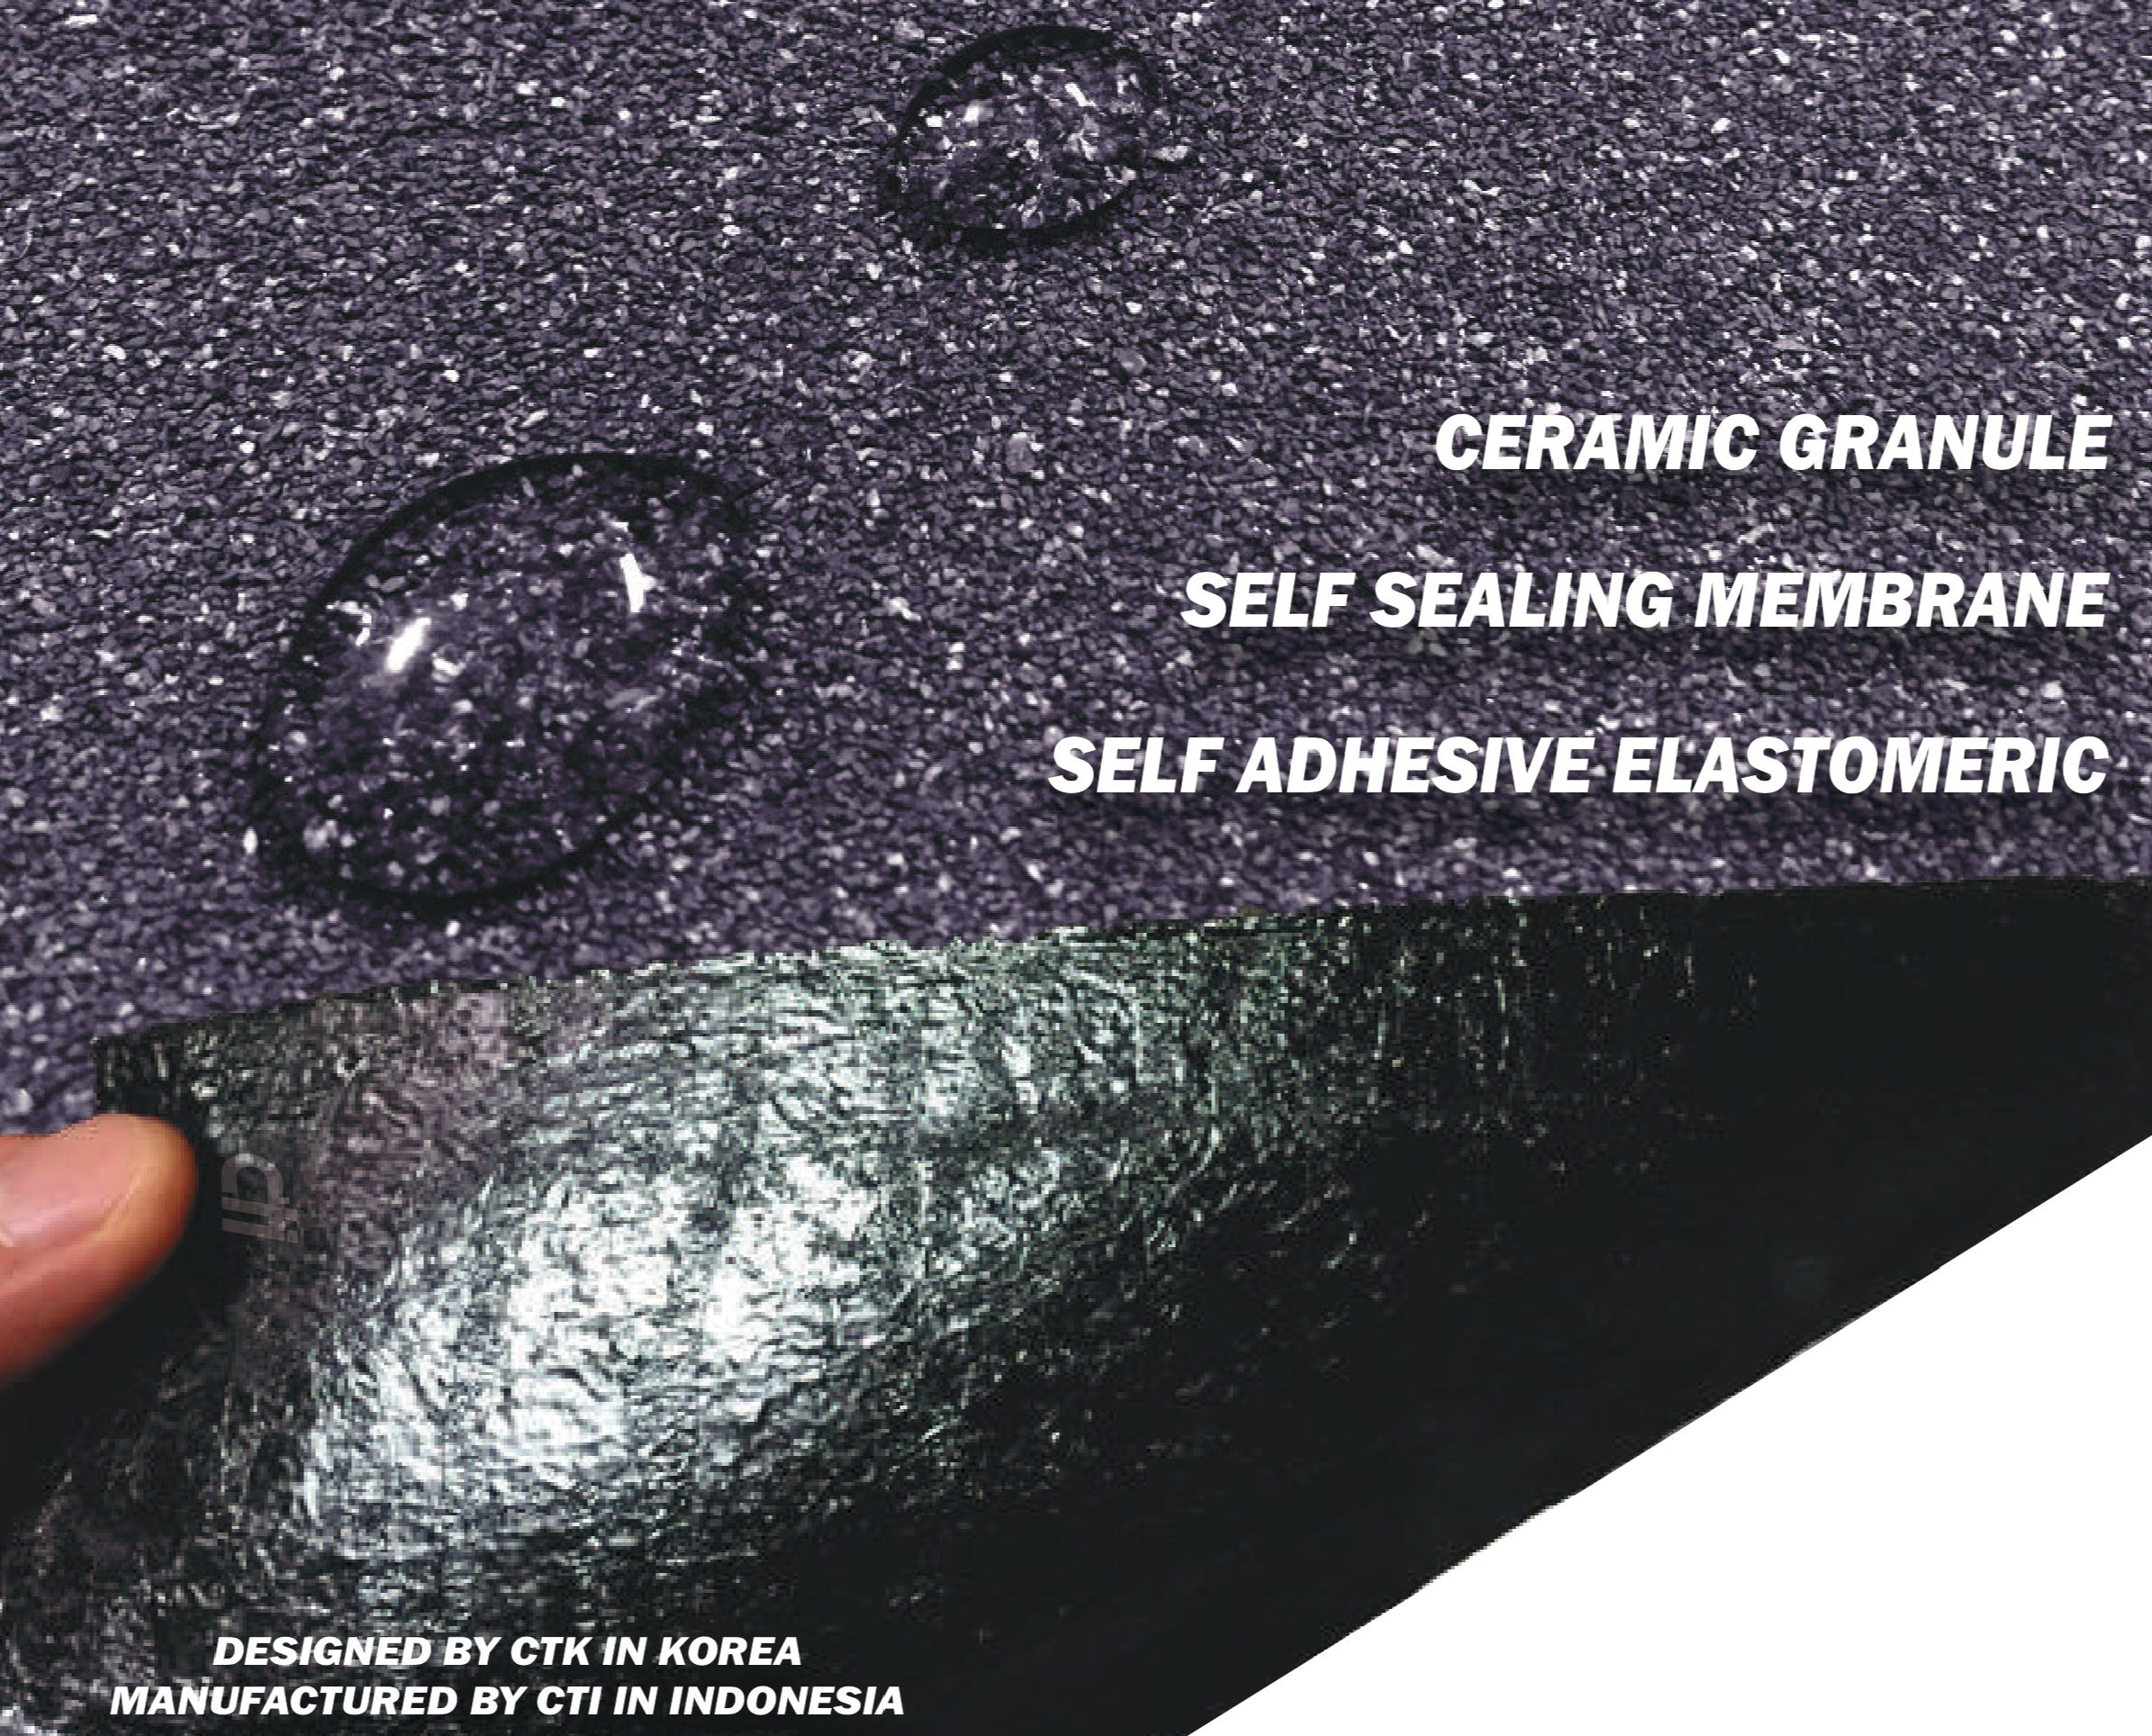 CERAMIC GRANULE
SELF SEALING MEMBRANE
SELF ADHESIVE ELASTOMERIC
DESIGNED BY CTK IN KOREA
MANUFACTURED BY CTI IN INDONESIA